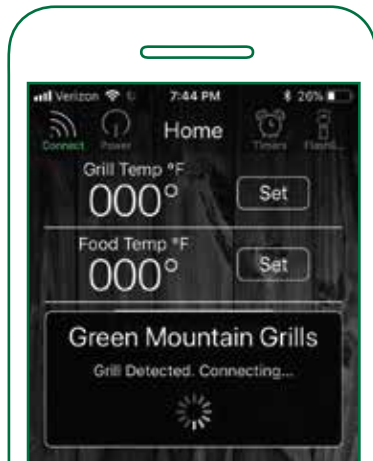 Verizon 7:44 PM 26%
Home
Connect Power Timers
Grill Temp °F
000° Set
Food Temp °F
000° Set
Green Mountain Grills
Grill Detected. Connecting...